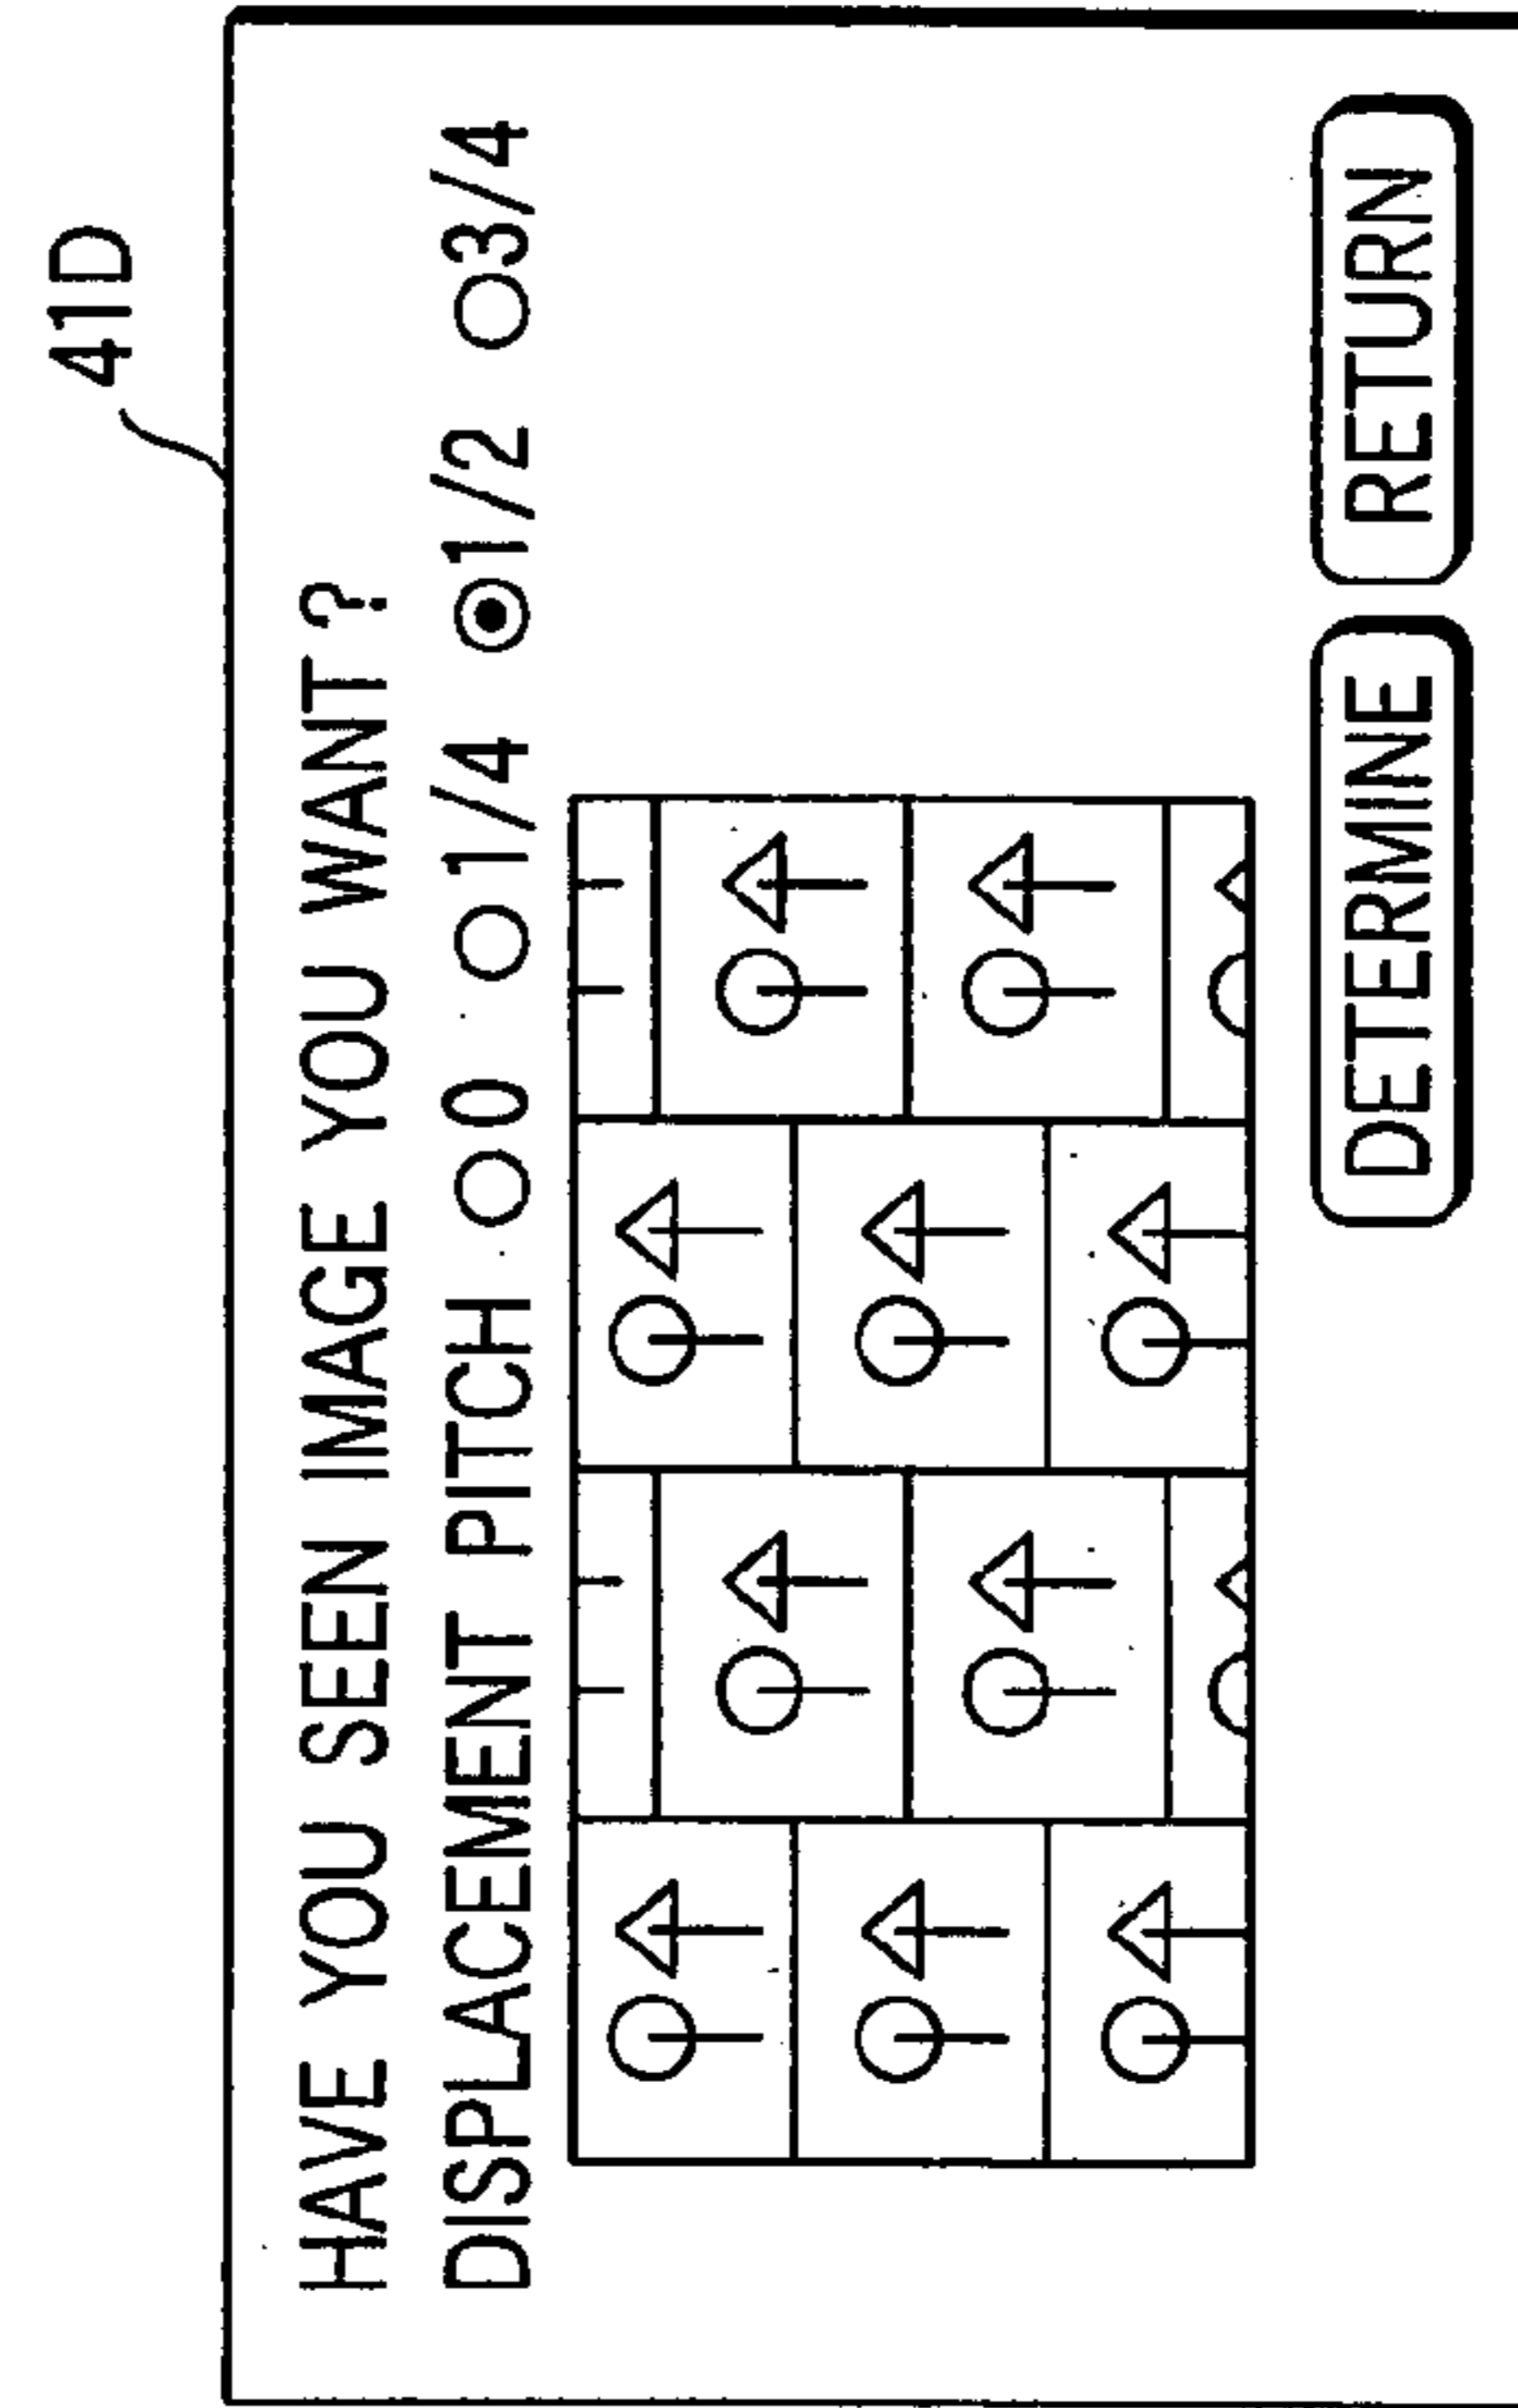 41D
HAVE YOU SEEN IMAGE YOU WANT?
DISPLACEMENT PITCH ○0 ○1/4 ◉1/2 ○3/4
DETERMINE RETURN